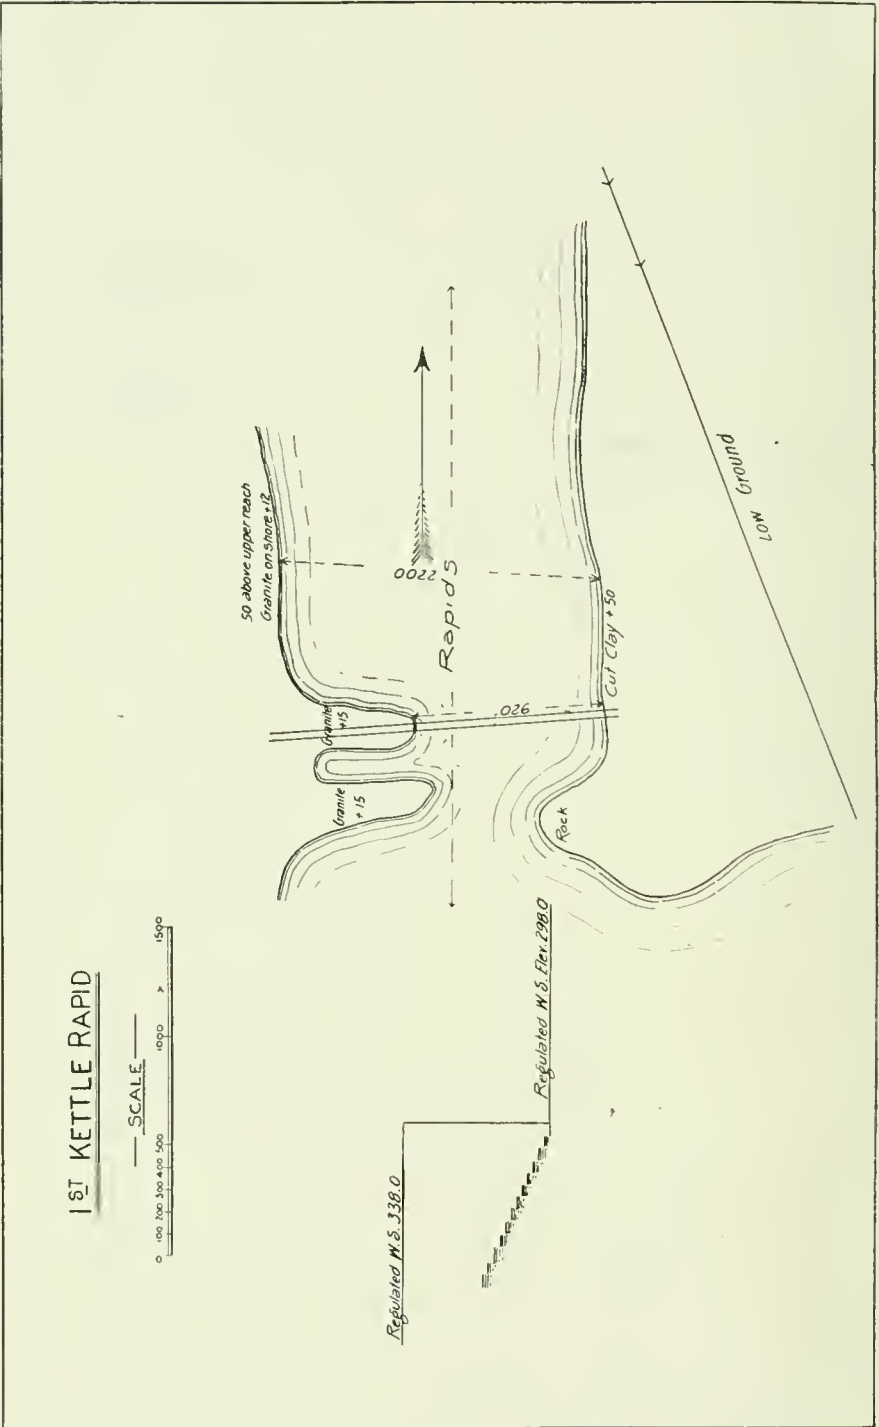 1ST KETTLE RAPID
SCALE
0 100 200 300 400 500 1000 1500
50 above upper reach
Granite on shore +12
Granite
+15
Granite
+15
2200
Rapids
920'
Rock
Cut Clay +50
Low Ground
Regulated W.S. 338.0
Regulated W.S. Elev. 298.0